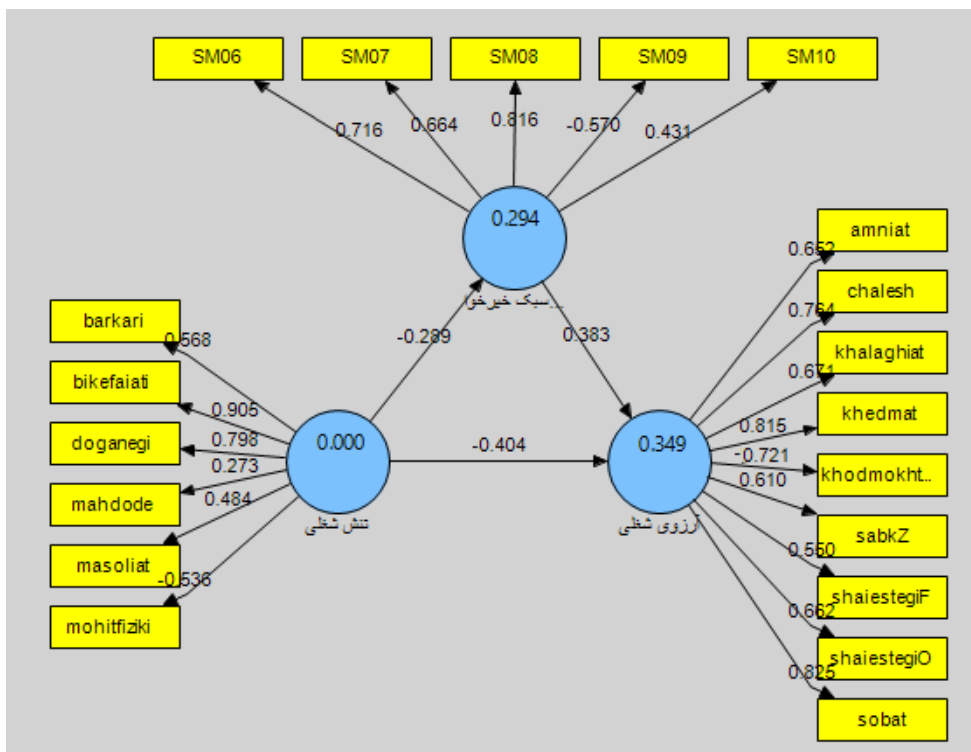 SM06 SM07 SM08 SM09 SM10
0.716 0.664 0.816 -0.570 0.431
0.294
سبک خیرخوا...
-0.289
0.383
barkari
0.568
bikefaiati
0.905
doganegi
0.798
mahdode
0.273
masoliat
0.484
mohitfiziki
-0.536
0.000
تنش شغلی
-0.404
0.349
آرزوی شغلی
amniat
0.652
chalesh
0.764
khalaghiat
0.671
khedmat
0.815
khodmokht...
-0.721
sabkZ
0.610
shaiestegiF
0.550
shaiestegiO
0.662
sobat
0.825